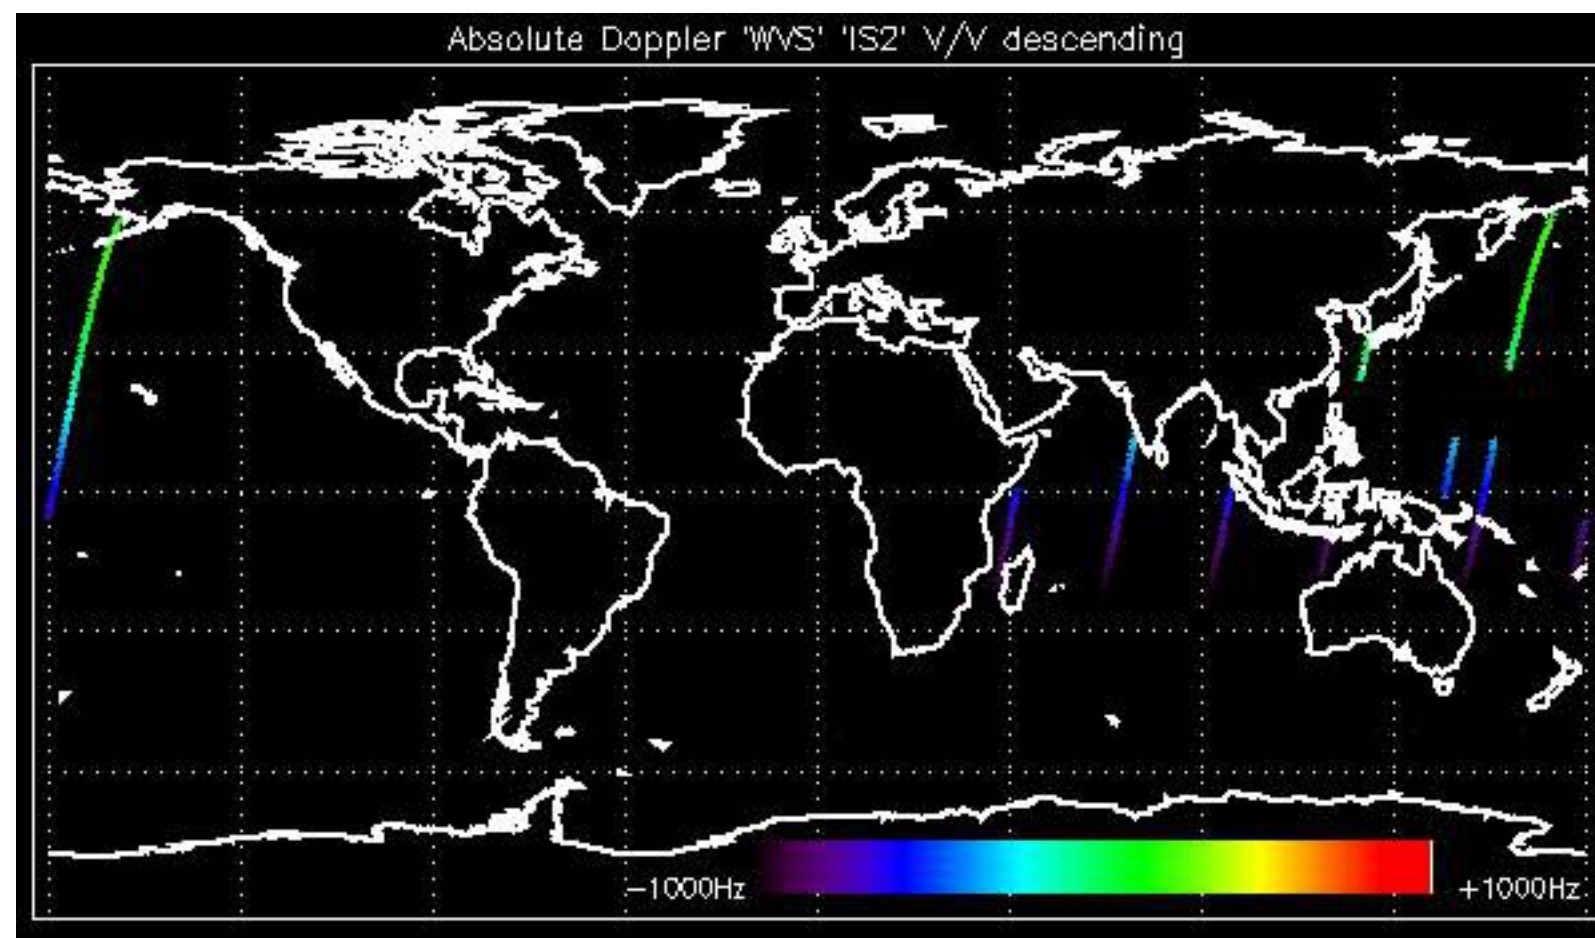 Absolute Doppler 'WVS' 'IS2' V/V descending
−1000Hz
+1000Hz